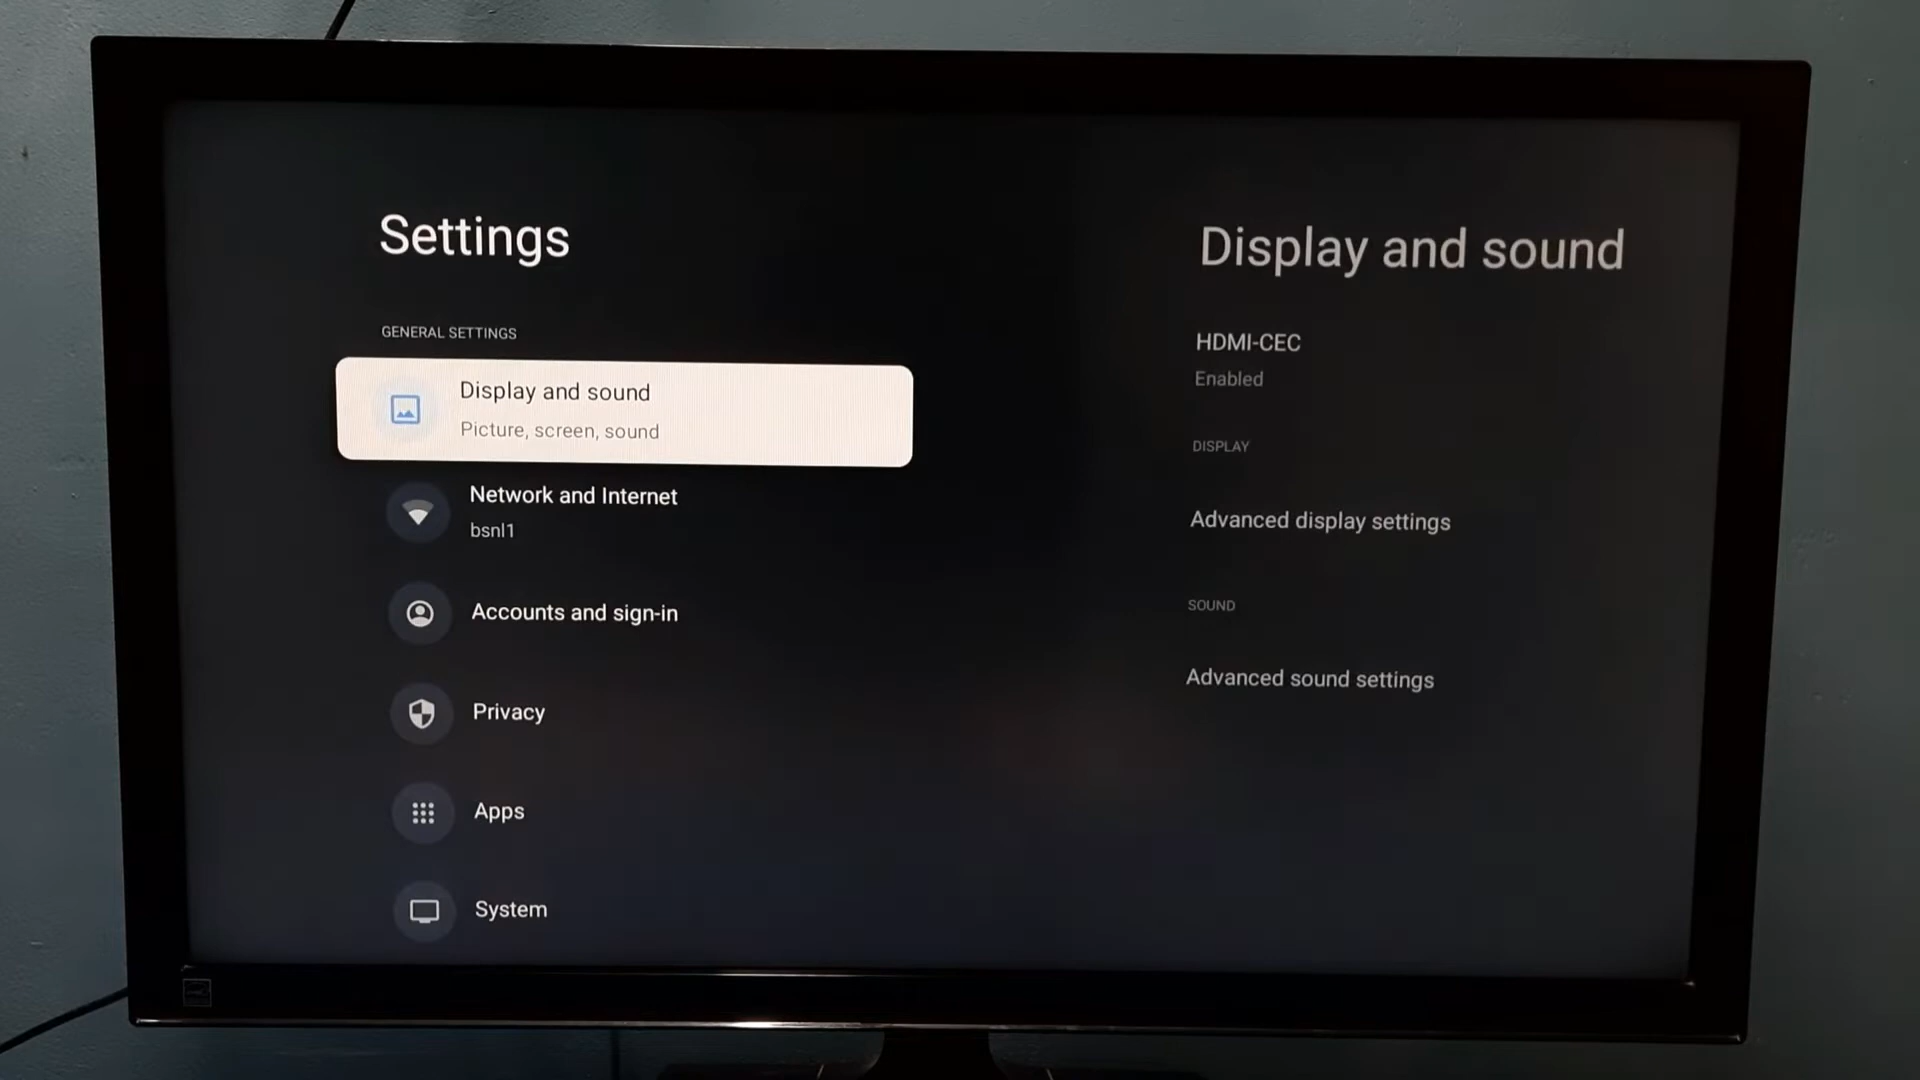 Settings
GENERAL SETTINGS
Display and sound
Picture, screen, sound
Network and Internet
bsnl1
Accounts and sign-in
Privacy
Apps
System
Display and sound
HDMI-CEC
Enabled
DISPLAY
Advanced display settings
SOUND
Advanced sound settings